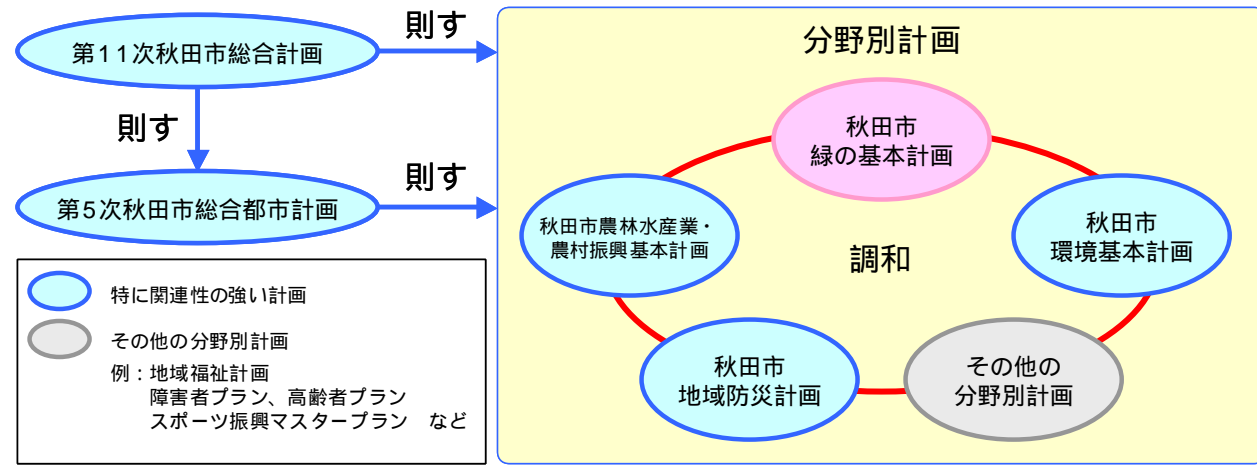 第11次秋田市総合計画
則す
則す
第5次秋田市総合都市計画
則す
特に関連性の強い計画
その他の分野別計画
例：地域福祉計画
障害者プラン、高齢者プラン
スポーツ振興マスタープラン　など
分野別計画
秋田市
緑の基本計画
秋田市農林水産業・
農村振興基本計画
秋田市
環境基本計画
調和
秋田市
地域防災計画
その他の
分野別計画